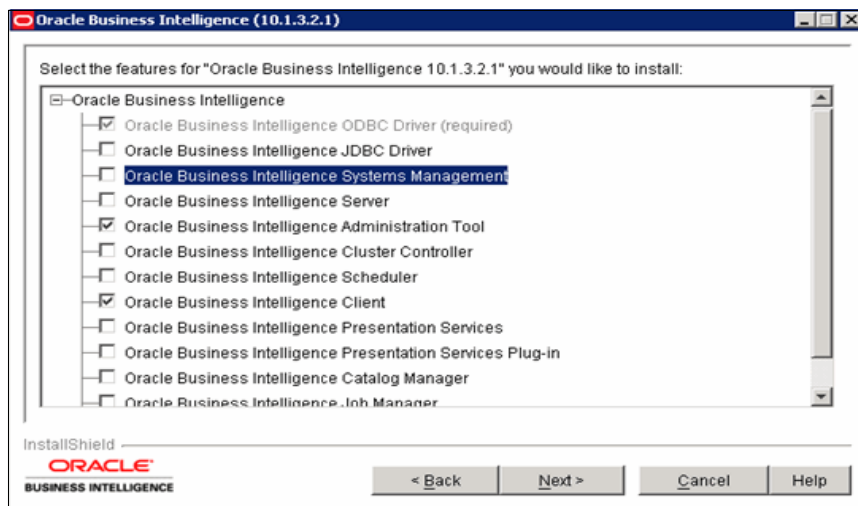 Oracle Business Intelligence (10.1.3.2.1)
Select the features for "Oracle Business Intelligence 10.1.3.2.1" you would like to install:
Oracle Business Intelligence
Oracle Business Intelligence ODBC Driver (required)
Oracle Business Intelligence JDBC Driver
Oracle Business Intelligence Systems Management
Oracle Business Intelligence Server
Oracle Business Intelligence Administration Tool
Oracle Business Intelligence Cluster Controller
Oracle Business Intelligence Scheduler
Oracle Business Intelligence Client
Oracle Business Intelligence Presentation Services
Oracle Business Intelligence Presentation Services Plug-in
Oracle Business Intelligence Catalog Manager
Oracle Business Intelligence Job Manager
InstallShield
ORACLE
BUSINESS INTELLIGENCE
< Back Next > Cancel Help